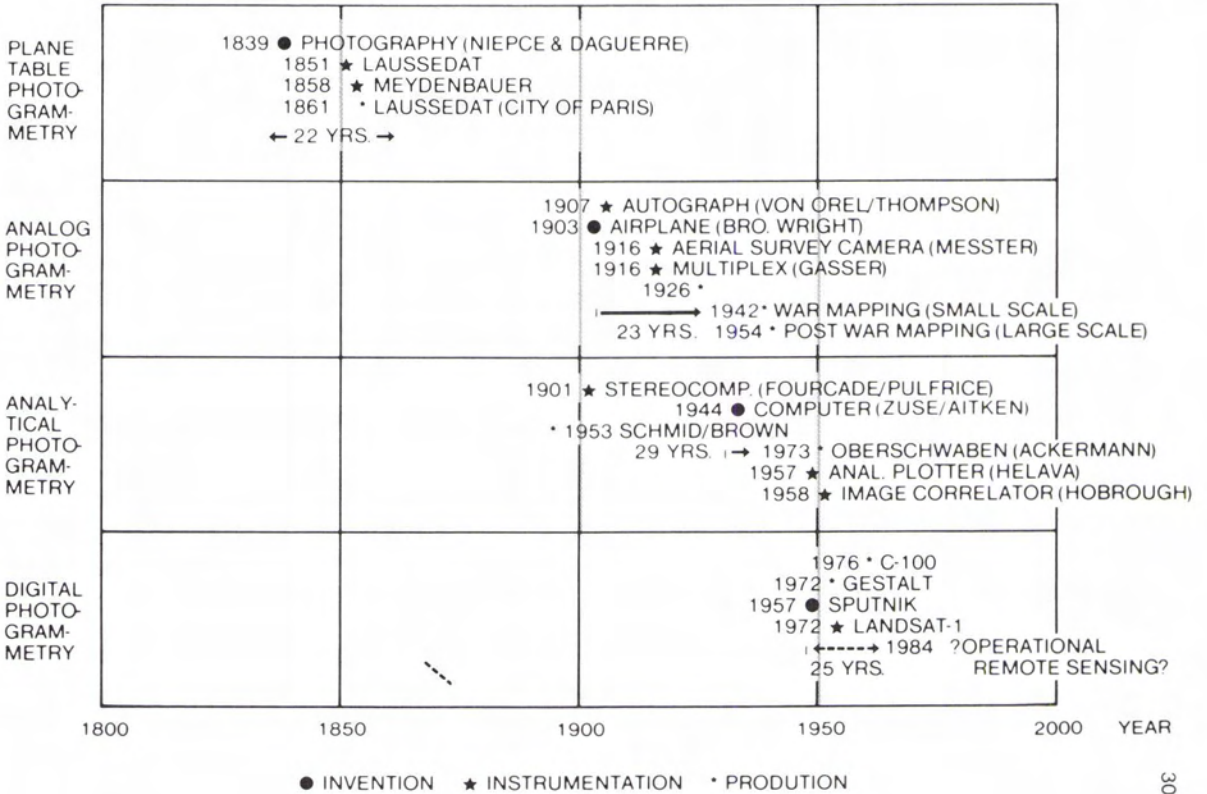 PLANE
TABLE
PHOTO-
GRAM-
METRY
1839 ● PHOTOGRAPHY (NIEPCE & DAGUERRE)
1851 ★ LAUSSEDAT
1858 ★ MEYDENBAUER
1861 • LAUSSEDAT (CITY OF PARIS)
← 22 YRS. →
ANALOG
PHOTO-
GRAM-
METRY
1907 ★ AUTOGRAPH (VON OREL/THOMPSON)
1903 ● AIRPLANE (BRO. WRIGHT)
1916 ★ AERIAL SURVEY CAMERA (MESSTER)
1916 ★ MULTIPLEX (GASSER)
1926 •
1942 • WAR MAPPING (SMALL SCALE)
23 YRS. 1954 • POST WAR MAPPING (LARGE SCALE)
ANALY-
TICAL
PHOTO-
GRAM-
METRY
1901 ★ STEREOCOMP. (FOURCADE/PULFRICE)
1944 ● COMPUTER (ZUSE/AITKEN)
• 1953 SCHMID/BROWN
29 YRS. → 1973 • OBERSCHWABEN (ACKERMANN)
1957 ★ ANAL. PLOTTER (HELAVA)
1958 ★ IMAGE CORRELATOR (HOBROUGH)
DIGITAL
PHOTO-
GRAM-
METRY
1976 • C-100
1972 • GESTALT
1957 ● SPUTNIK
1972 ★ LANDSAT-1
1984 ?OPERATIONAL
25 YRS. REMOTE SENSING?
1800 1850 1900 1950 2000 YEAR
● INVENTION ★ INSTRUMENTATION • PRODUTION
30